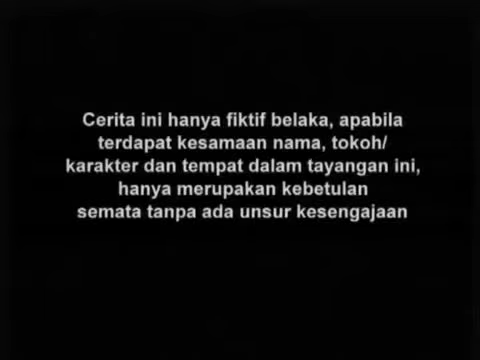 Cerita ini hanya fiktif belaka, apabila
terdapat kesamaan nama, tokoh/
karakter dan tempat dalam tayangan ini,
hanya merupakan kebetulan
semata tanpa ada unsur kesengajaan